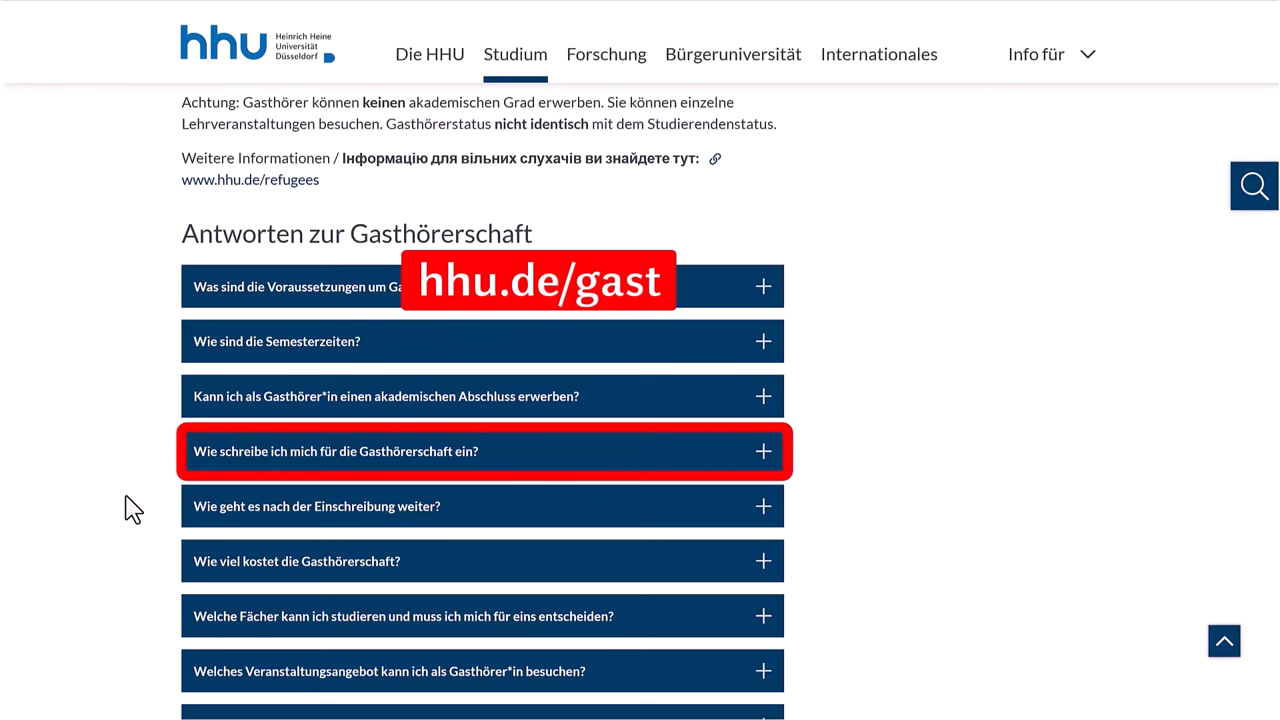 hhu
Heinrich Heine
Universität
Düsseldorf
Die HHU
Studium
Forschung
Bürgeruniversität
Internationales
Info für
Achtung: Gasthörer können keinen akademischen Grad erwerben. Sie können einzelne
Lehrveranstaltungen besuchen. Gasthörerstatus nicht identisch mit dem Studierendenstatus.
Weitere Informationen / Інформацію для вільних слухачів ви знайдете тут:
www.hhu.de/refugees
Antworten zur Gasthörerschaft
Was sind die Voraussetzungen um Ga
hhu.de/gast
Wie sind die Semesterzeiten?
Kann ich als Gasthörer*in einen akademischen Abschluss erwerben?
Wie schreibe ich mich für die Gasthörerschaft ein?
Wie geht es nach der Einschreibung weiter?
Wie viel kostet die Gasthörerschaft?
Welche Fächer kann ich studieren und muss ich mich für eins entscheiden?
Welches Veranstaltungsangebot kann ich als Gasthörer*in besuchen?